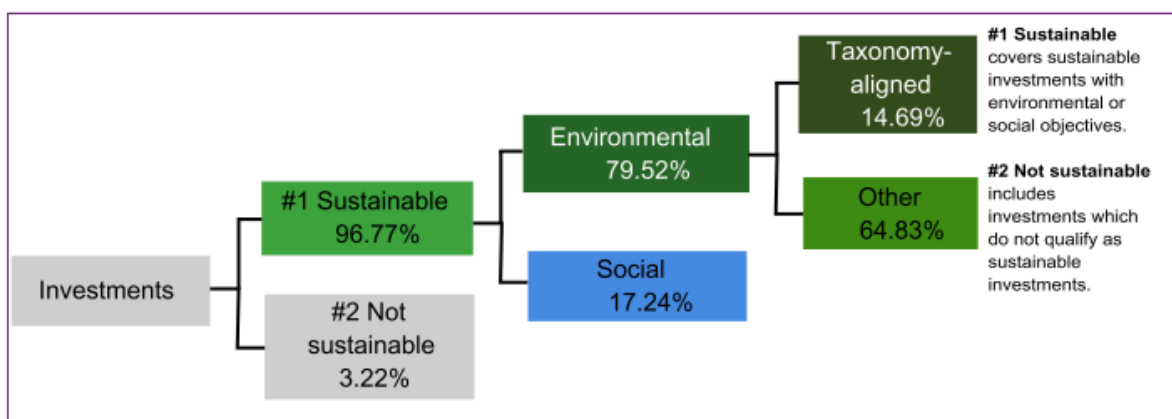 Investments
#1 Sustainable
96.77%
#2 Not
sustainable
3.22%
Environmental
79.52%
Social
17.24%
Taxonomy-
aligned
14.69%
Other
64.83%
#1 Sustainable
covers sustainable
investments with
environmental or
social objectives.
#2 Not sustainable
includes
investments which
do not qualify as
sustainable
investments.